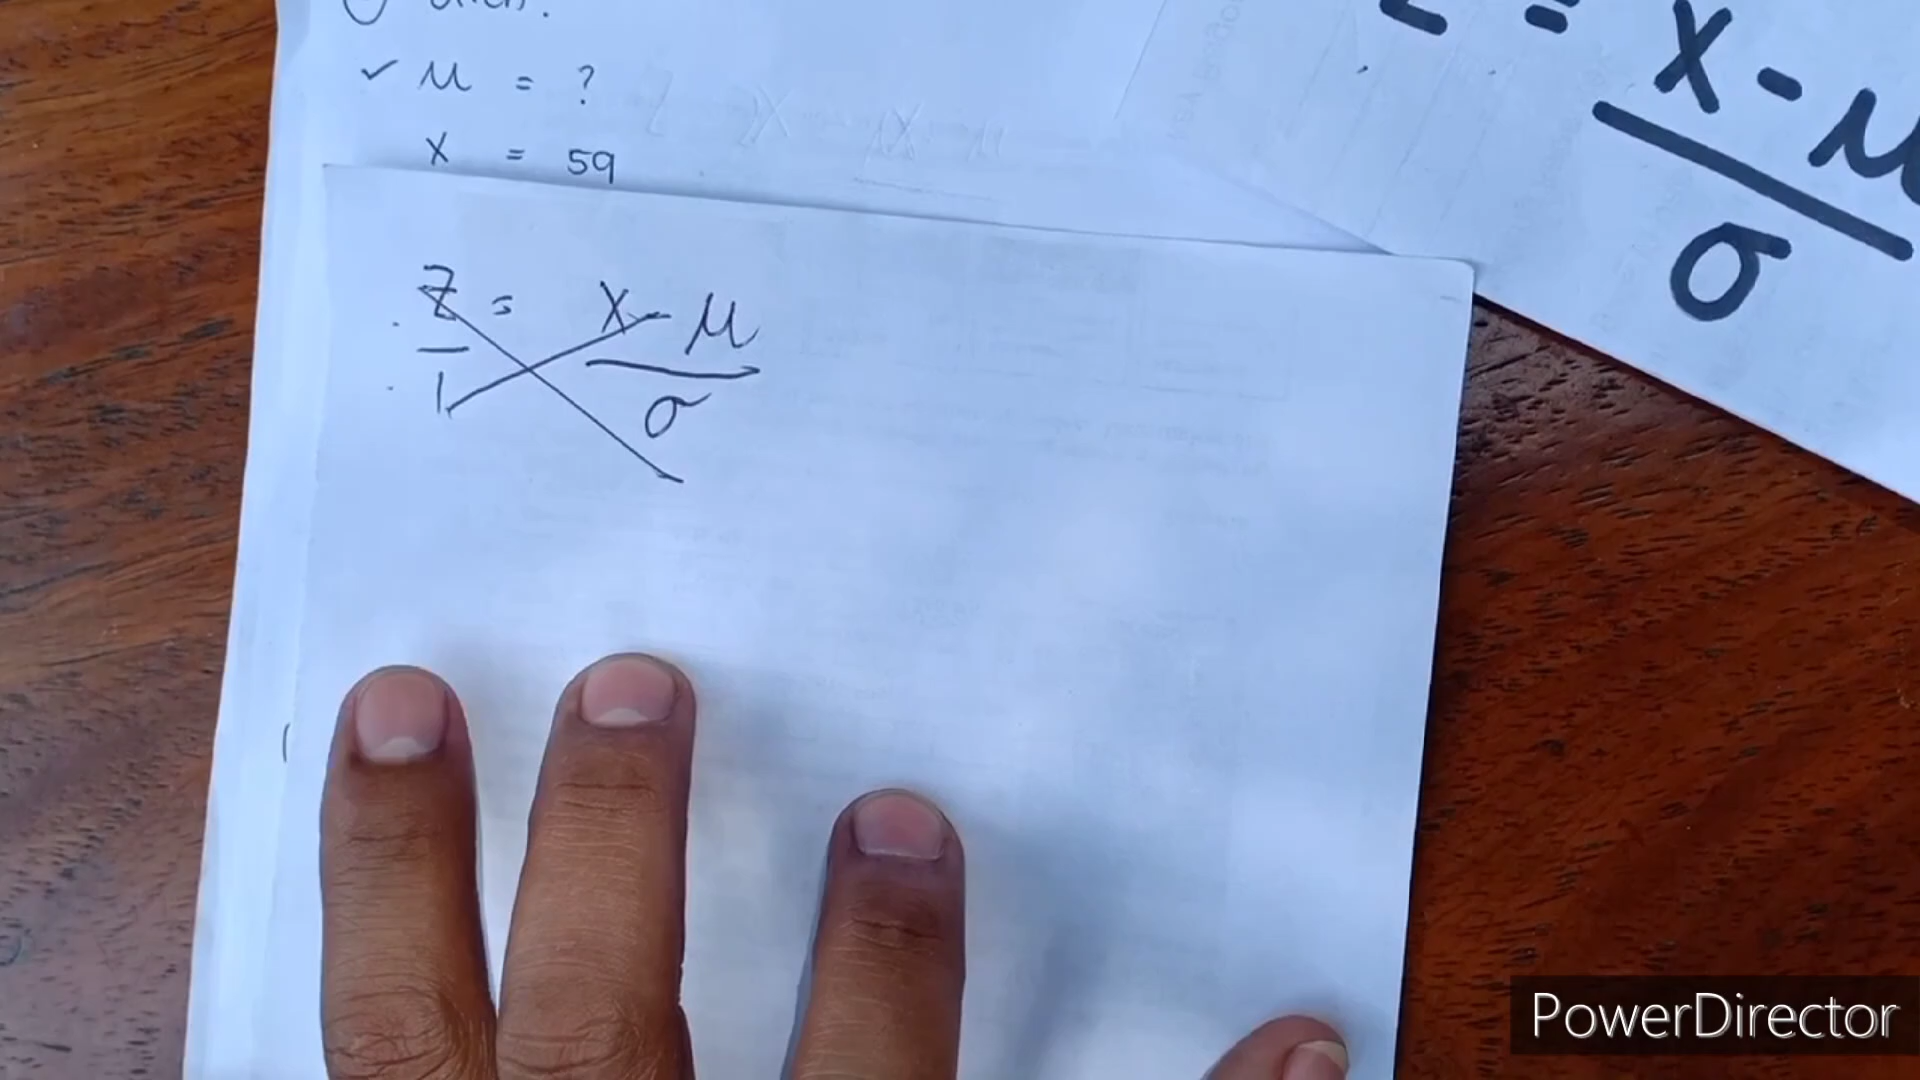 ✓ μ = ?
x = 59
z = x - μ
1 σ
z = x - μ
σ
PowerDirector